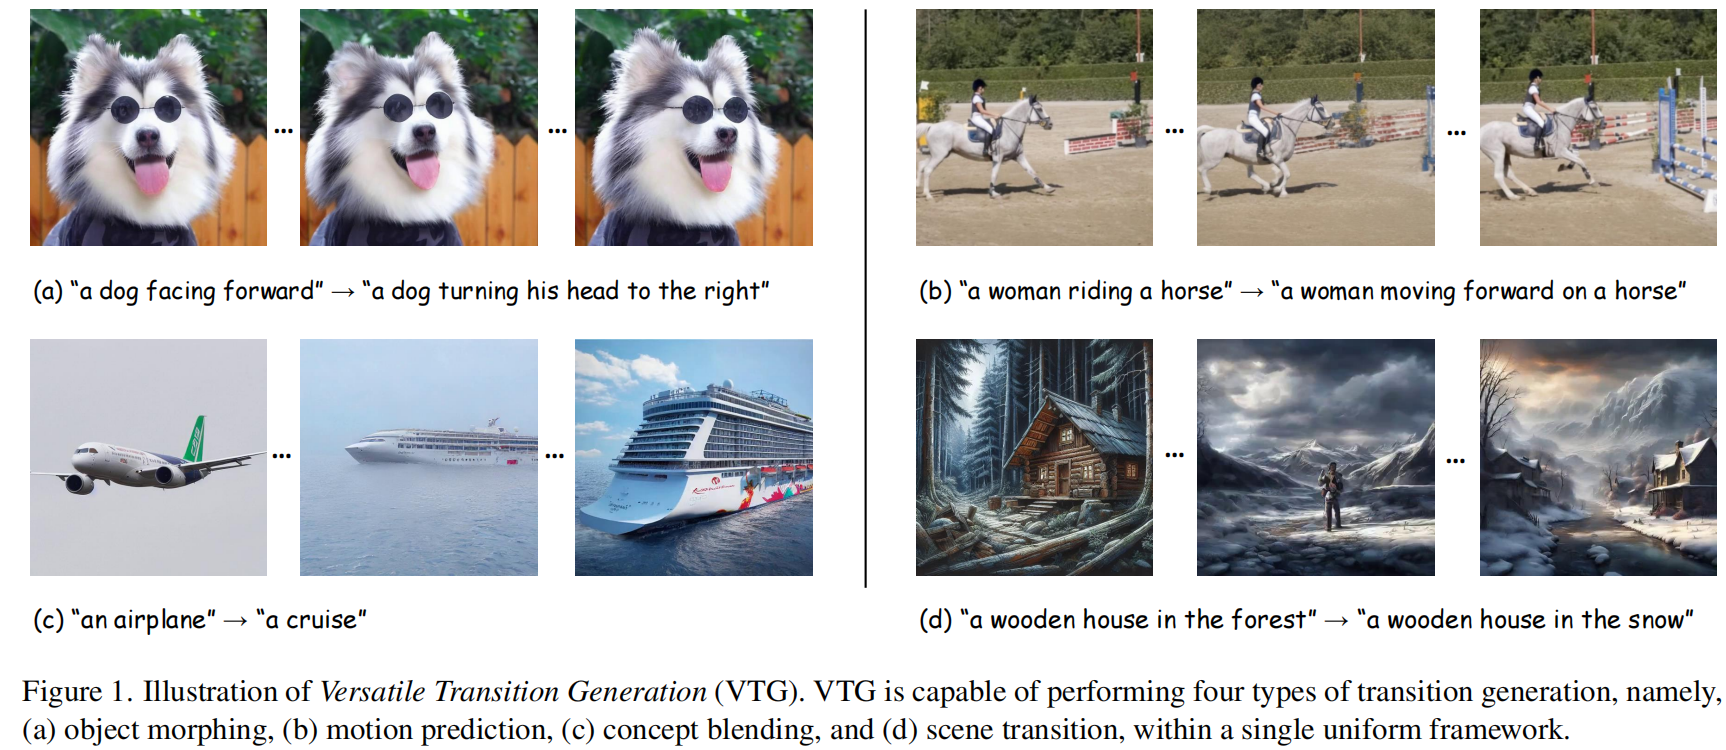 (a) “a dog facing forward” → “a dog turning his head to the right”
(b) “a woman riding a horse” → “a woman moving forward on a horse”
(c) “an airplane” → “a cruise”
(d) “a wooden house in the forest” → “a wooden house in the snow”
Figure 1. Illustration of Versatile Transition Generation (VTG). VTG is capable of performing four types of transition generation, namely,
(a) object morphing, (b) motion prediction, (c) concept blending, and (d) scene transition, within a single uniform framework.